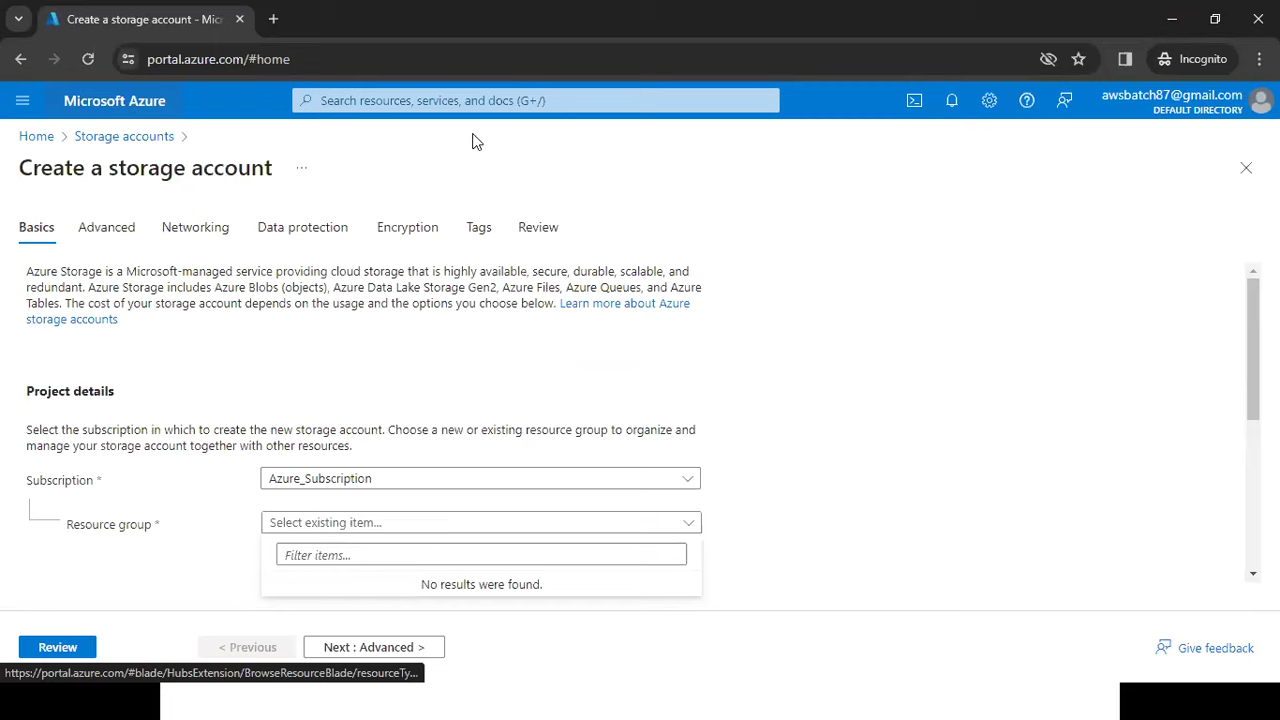 Create a storage account - Mic
portal.azure.com/#home
Incognito
Microsoft Azure
Search resources, services, and docs (G+/)
awsbatch87@gmail.com
DEFAULT DIRECTORY
Home > Storage accounts >
Create a storage account ...
Basics Advanced Networking Data protection Encryption Tags Review
Azure Storage is a Microsoft-managed service providing cloud storage that is highly available, secure, durable, scalable, and
redundant. Azure Storage includes Azure Blobs (objects), Azure Data Lake Storage Gen2, Azure Files, Azure Queues, and Azure
Tables. The cost of your storage account depends on the usage and the options you choose below. Learn more about Azure
storage accounts
Project details
Select the subscription in which to create the new storage account. Choose a new or existing resource group to organize and
manage your storage account together with other resources.
Subscription *
Azure_Subscription
Resource group *
Select existing item...
Filter items...
No results were found.
Review
< Previous
Next : Advanced >
Give feedback
https://portal.azure.com/#blade/HubsExtension/BrowseResourceBlade/resourceTy...